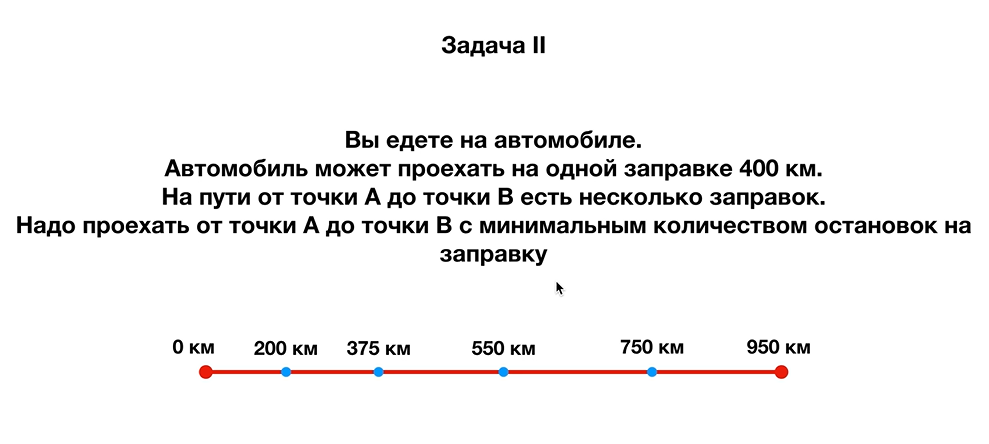 Задача II
Вы едете на автомобиле.
Автомобиль может проехать на одной заправке 400 км.
На пути от точки А до точки В есть несколько заправок.
Надо проехать от точки А до точки В с минимальным количеством остановок на
заправку
0 км 200 км 375 км 550 км 750 км 950 км